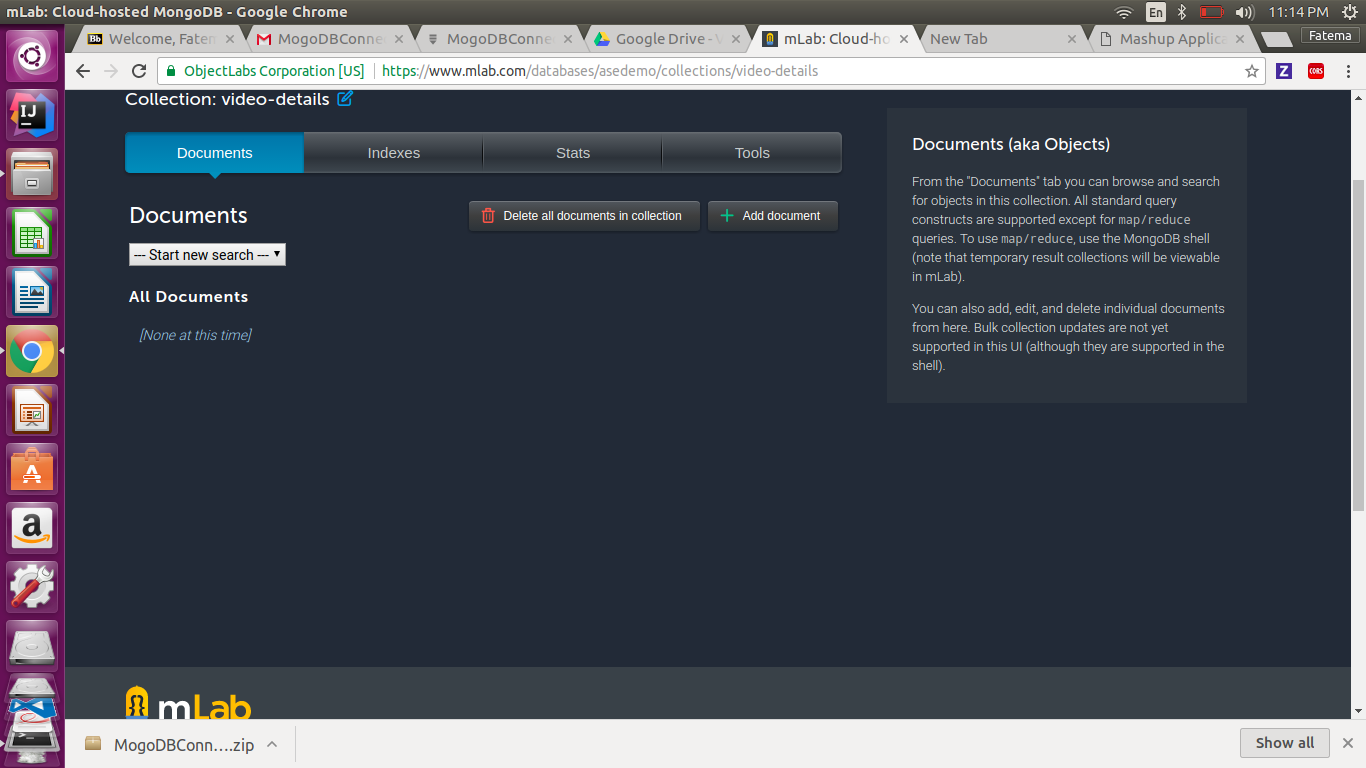 mLab: Cloud-hosted MongoDB - Google Chrome
En
11:14 PM
Bb Welcome, Faten
MogoDBConne
MogoDBConne
Google Drive - V
mLab: Cloud-ho
New Tab
Mashup Applica
Fatema
ObjectLabs Corporation [US]
https://www.mlab.com/databases/asedemo/collections/video-details
Z
CORS
Collection: video-details
Documents
Indexes
Stats
Tools
Documents
Delete all documents in collection
Add document
--- Start new search ---
All Documents
[None at this time]
Documents (aka Objects)
From the "Documents" tab you can browse and search
for objects in this collection. All standard query
constructs are supported except for map/reduce
queries. To use map/reduce, use the MongoDB shell
(note that temporary result collections will be viewable
in mLab).
You can also add, edit, and delete individual documents
from here. Bulk collection updates are not yet
supported in this UI (although they are supported in the
shell).
IJ
mLab
MogoDBConn....zip
Show all